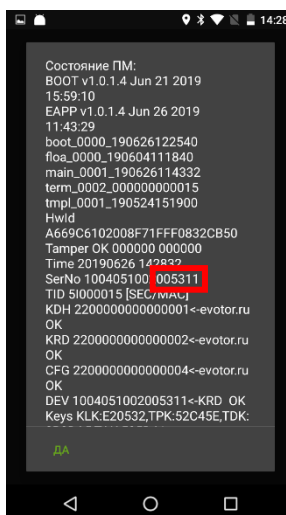 14:28
Состояние ПМ:
BOOT v1.0.1.4 Jun 21 2019
15:59:10
EAPP v1.0.1.4 Jun 26 2019
11:43:29
boot_0000_190626122540
floa_0000_190604111840
main_0001_190626114332
term_0002_000000000015
tmpl_0001_190524151900
HwId
A669C6102008F71FFF0832CB50
Tamper OK 000000 000000
Time 20190626 142832
SerNo 1004051002005311
TID 5I000015 [SEC/MAC]
KDH 2200000000000001<-evotor.ru
OK
KRD 2200000000000002<-evotor.ru
OK
CFG 2200000000000004<-evotor.ru
OK
DEV 1004051002005311<-KRD OK
Keys KLK:E20532,TPK:52C45E,TDK:
ДА